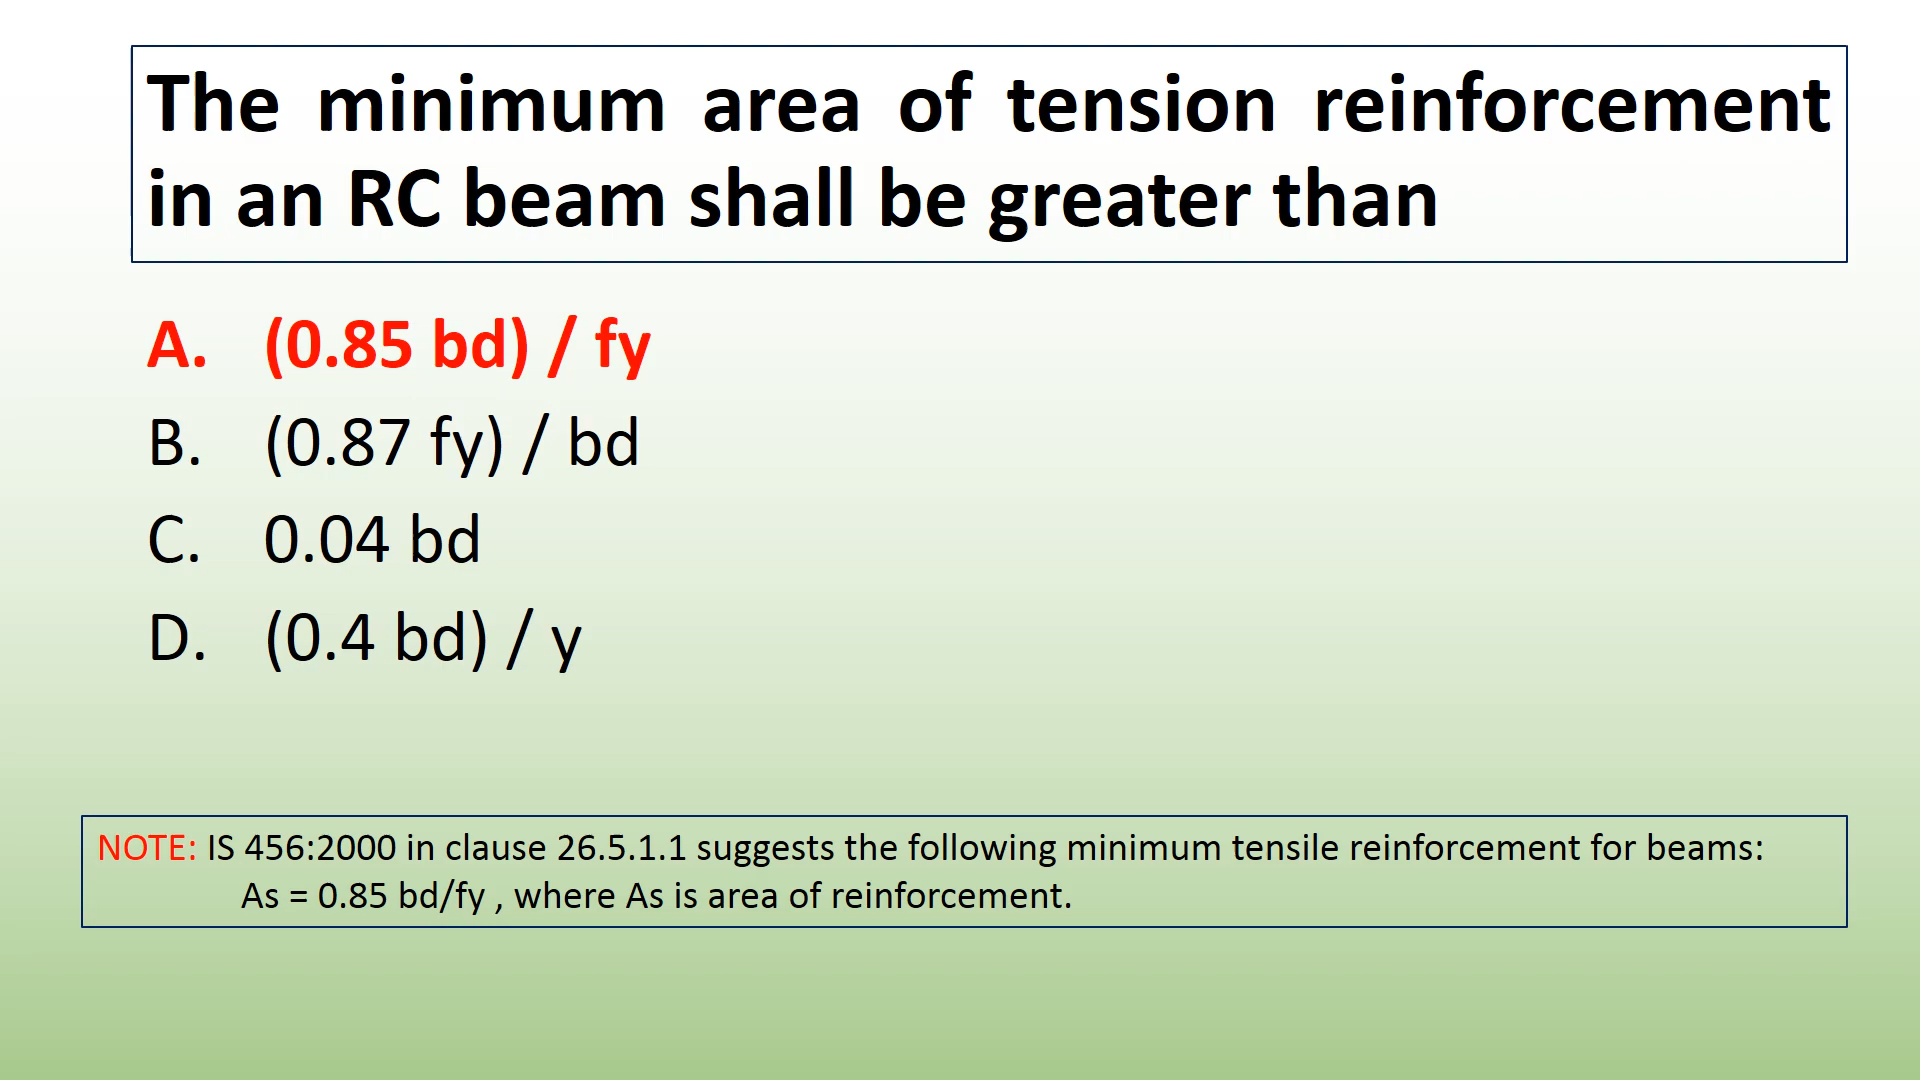 The minimum area of tension reinforcement
in an RC beam shall be greater than
A. (0.85 bd) / fy
B. (0.87 fy) / bd
C. 0.04 bd
D. (0.4 bd) / y
NOTE: IS 456:2000 in clause 26.5.1.1 suggests the following minimum tensile reinforcement for beams:
As = 0.85 bd/fy , where As is area of reinforcement.